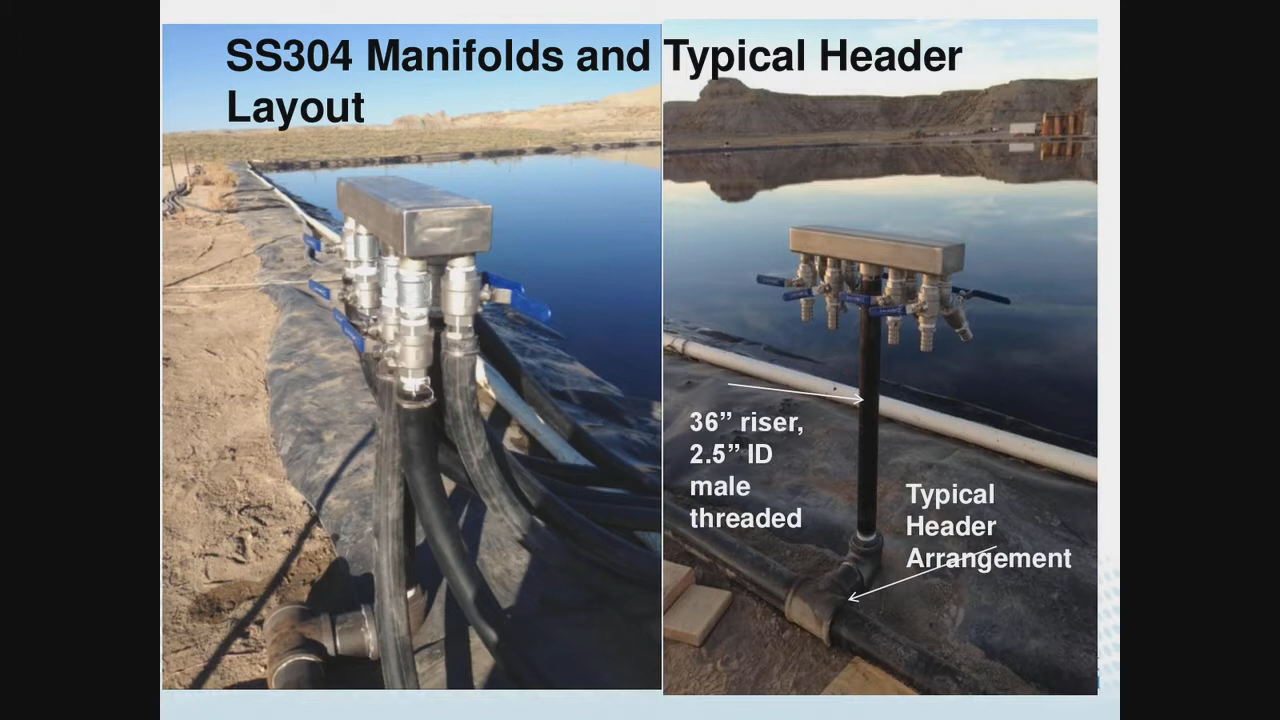 SS304 Manifolds and Typical Header
Layout
36” riser,
2.5” ID
male
threaded
Typical
Header
Arrangement